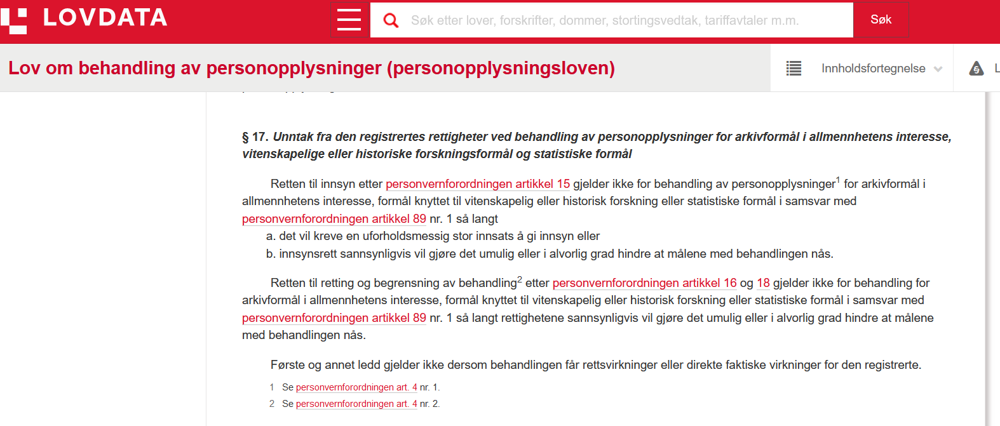 LOVDATA
Søk etter lover, forskrifter, dommer, stortingsvedtak, tariffavtaler m.m.
Søk
Lov om behandling av personopplysninger (personopplysningsloven)
Innholdsfortegnelse
L
§ 17. Unntak fra den registrertes rettigheter ved behandling av personopplysninger for arkivformål i allmennhetens interesse,
vitenskapelige eller historiske forskningsformål og statistiske formål
Retten til innsyn etter personvernforordningen artikkel 15 gjelder ikke for behandling av personopplysninger1 for arkivformål i
allmennhetens interesse, formål knyttet til vitenskapelig eller historisk forskning eller statistiske formål i samsvar med
personvernforordningen artikkel 89 nr. 1 så langt
a. det vil kreve en uforholdsmessig stor innsats å gi innsyn eller
b. innsynsrett sannsynligvis vil gjøre det umulig eller i alvorlig grad hindre at målene med behandlingen nås.
Retten til retting og begrensning av behandling2 etter personvernforordningen artikkel 16 og 18 gjelder ikke for behandling for
arkivformål i allmennhetens interesse, formål knyttet til vitenskapelig eller historisk forskning eller statistiske formål i samsvar med
personvernforordningen artikkel 89 nr. 1 så langt rettighetene sannsynligvis vil gjøre det umulig eller i alvorlig grad hindre at målene
med behandlingen nås.
Første og annet ledd gjelder ikke dersom behandlingen får rettsvirkninger eller direkte faktiske virkninger for den registrerte.
1 Se personvernforordningen art. 4 nr. 1.
2 Se personvernforordningen art. 4 nr. 2.